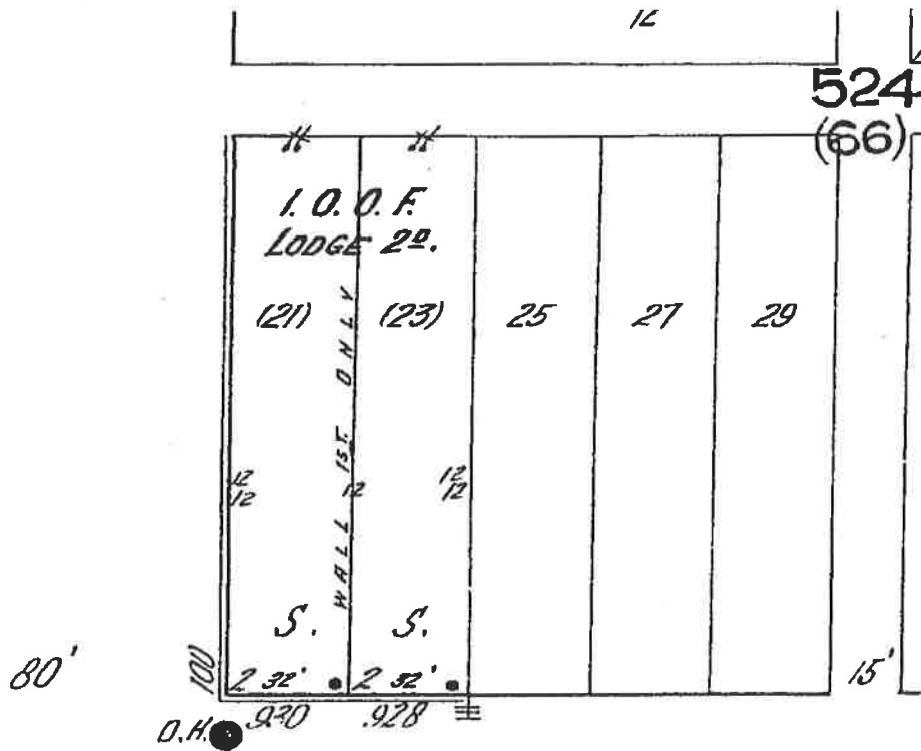 12
524
(66)
I. O. O. F.
LODGE 2D.
(21) (23) 25 27 29
WALL 1ST. ONLY
12 12
12 12 12
S. S.
80' 100 2 32' 2 32' 15'
930 928
D.H.